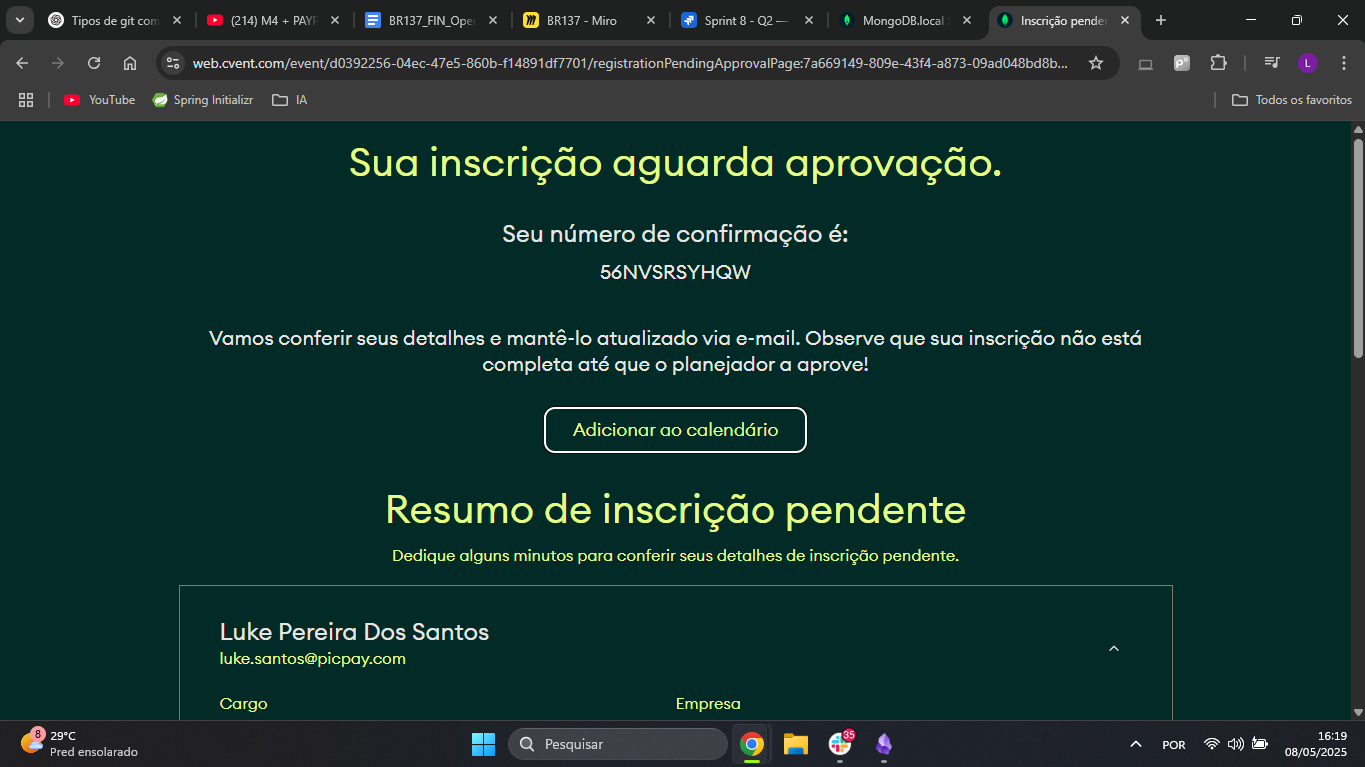 Tipos de git com
(214) M4 + PAYP
BR137_FIN_Oper
BR137 - Miro
Sprint 8 - Q2 —
MongoDB.local
Inscrição penden
web.cvent.com/event/d0392256-04ec-47e5-860b-f14891df7701/registrationPendingApprovalPage:7a669149-809e-43f4-a873-09ad048bd8b...
L
YouTube
Spring Initializr
IA
Todos os favoritos
Sua inscrição aguarda aprovação.
Seu número de confirmação é:
56NVSRSYHQW
Vamos conferir seus detalhes e mantê-lo atualizado via e-mail. Observe que sua inscrição não está
completa até que o planejador a aprove!
Adicionar ao calendário
Resumo de inscrição pendente
Dedique alguns minutos para conferir seus detalhes de inscrição pendente.
Luke Pereira Dos Santos
luke.santos@picpay.com
Cargo
Empresa
8
29°C
Pred ensolarado
Pesquisar
35
POR
16:19
08/05/2025